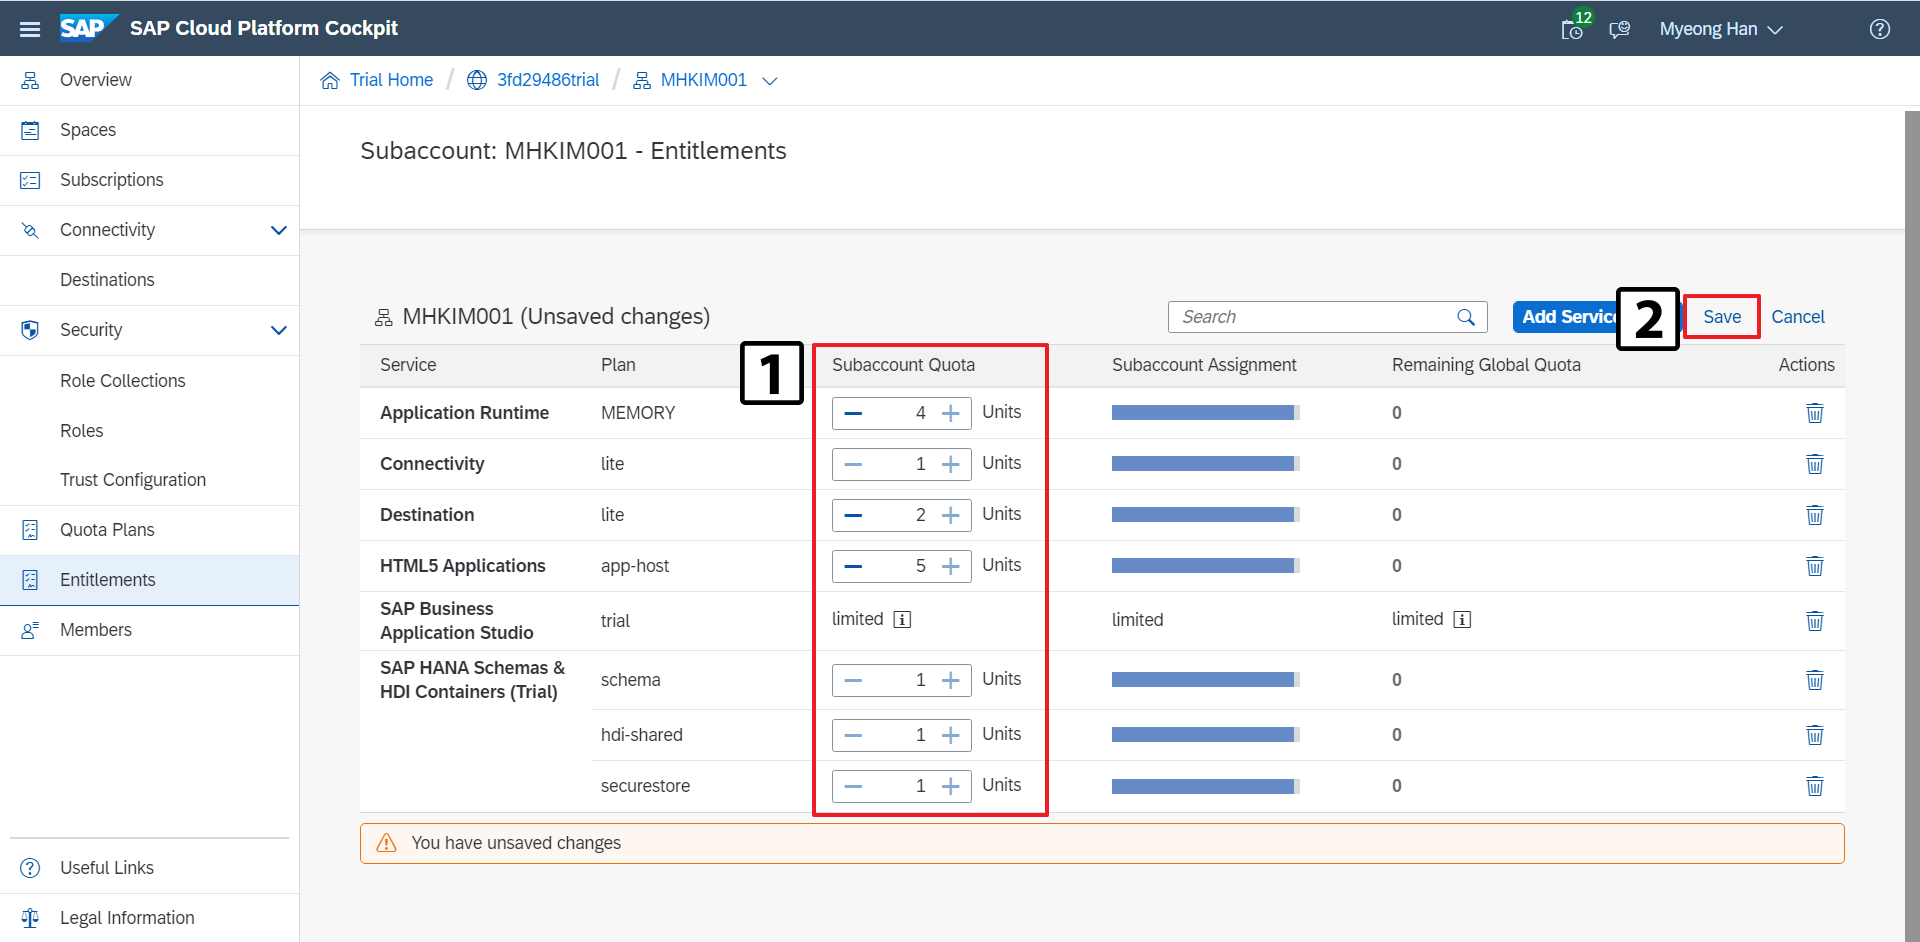 SAP SAP Cloud Platform Cockpit
12
Myeong Han
Overview
Spaces
Subscriptions
Connectivity
Destinations
Security
Role Collections
Roles
Trust Configuration
Quota Plans
Entitlements
Members
Useful Links
Legal Information
Trial Home / 3fd29486trial / MHKIM001
Subaccount: MHKIM001 - Entitlements
MHKIM001 (Unsaved changes)
Search
Add Service
2
Save
Cancel
1
Service Plan Subaccount Quota Subaccount Assignment Remaining Global Quota Actions
Application Runtime MEMORY 4 Units 0
Connectivity lite 1 Units 0
Destination lite 2 Units 0
HTML5 Applications app-host 5 Units 0
SAP Business
Application Studio
trial limited limited limited
SAP HANA Schemas &
HDI Containers (Trial)
schema 1 Units 0
hdi-shared 1 Units 0
securestore 1 Units 0
You have unsaved changes